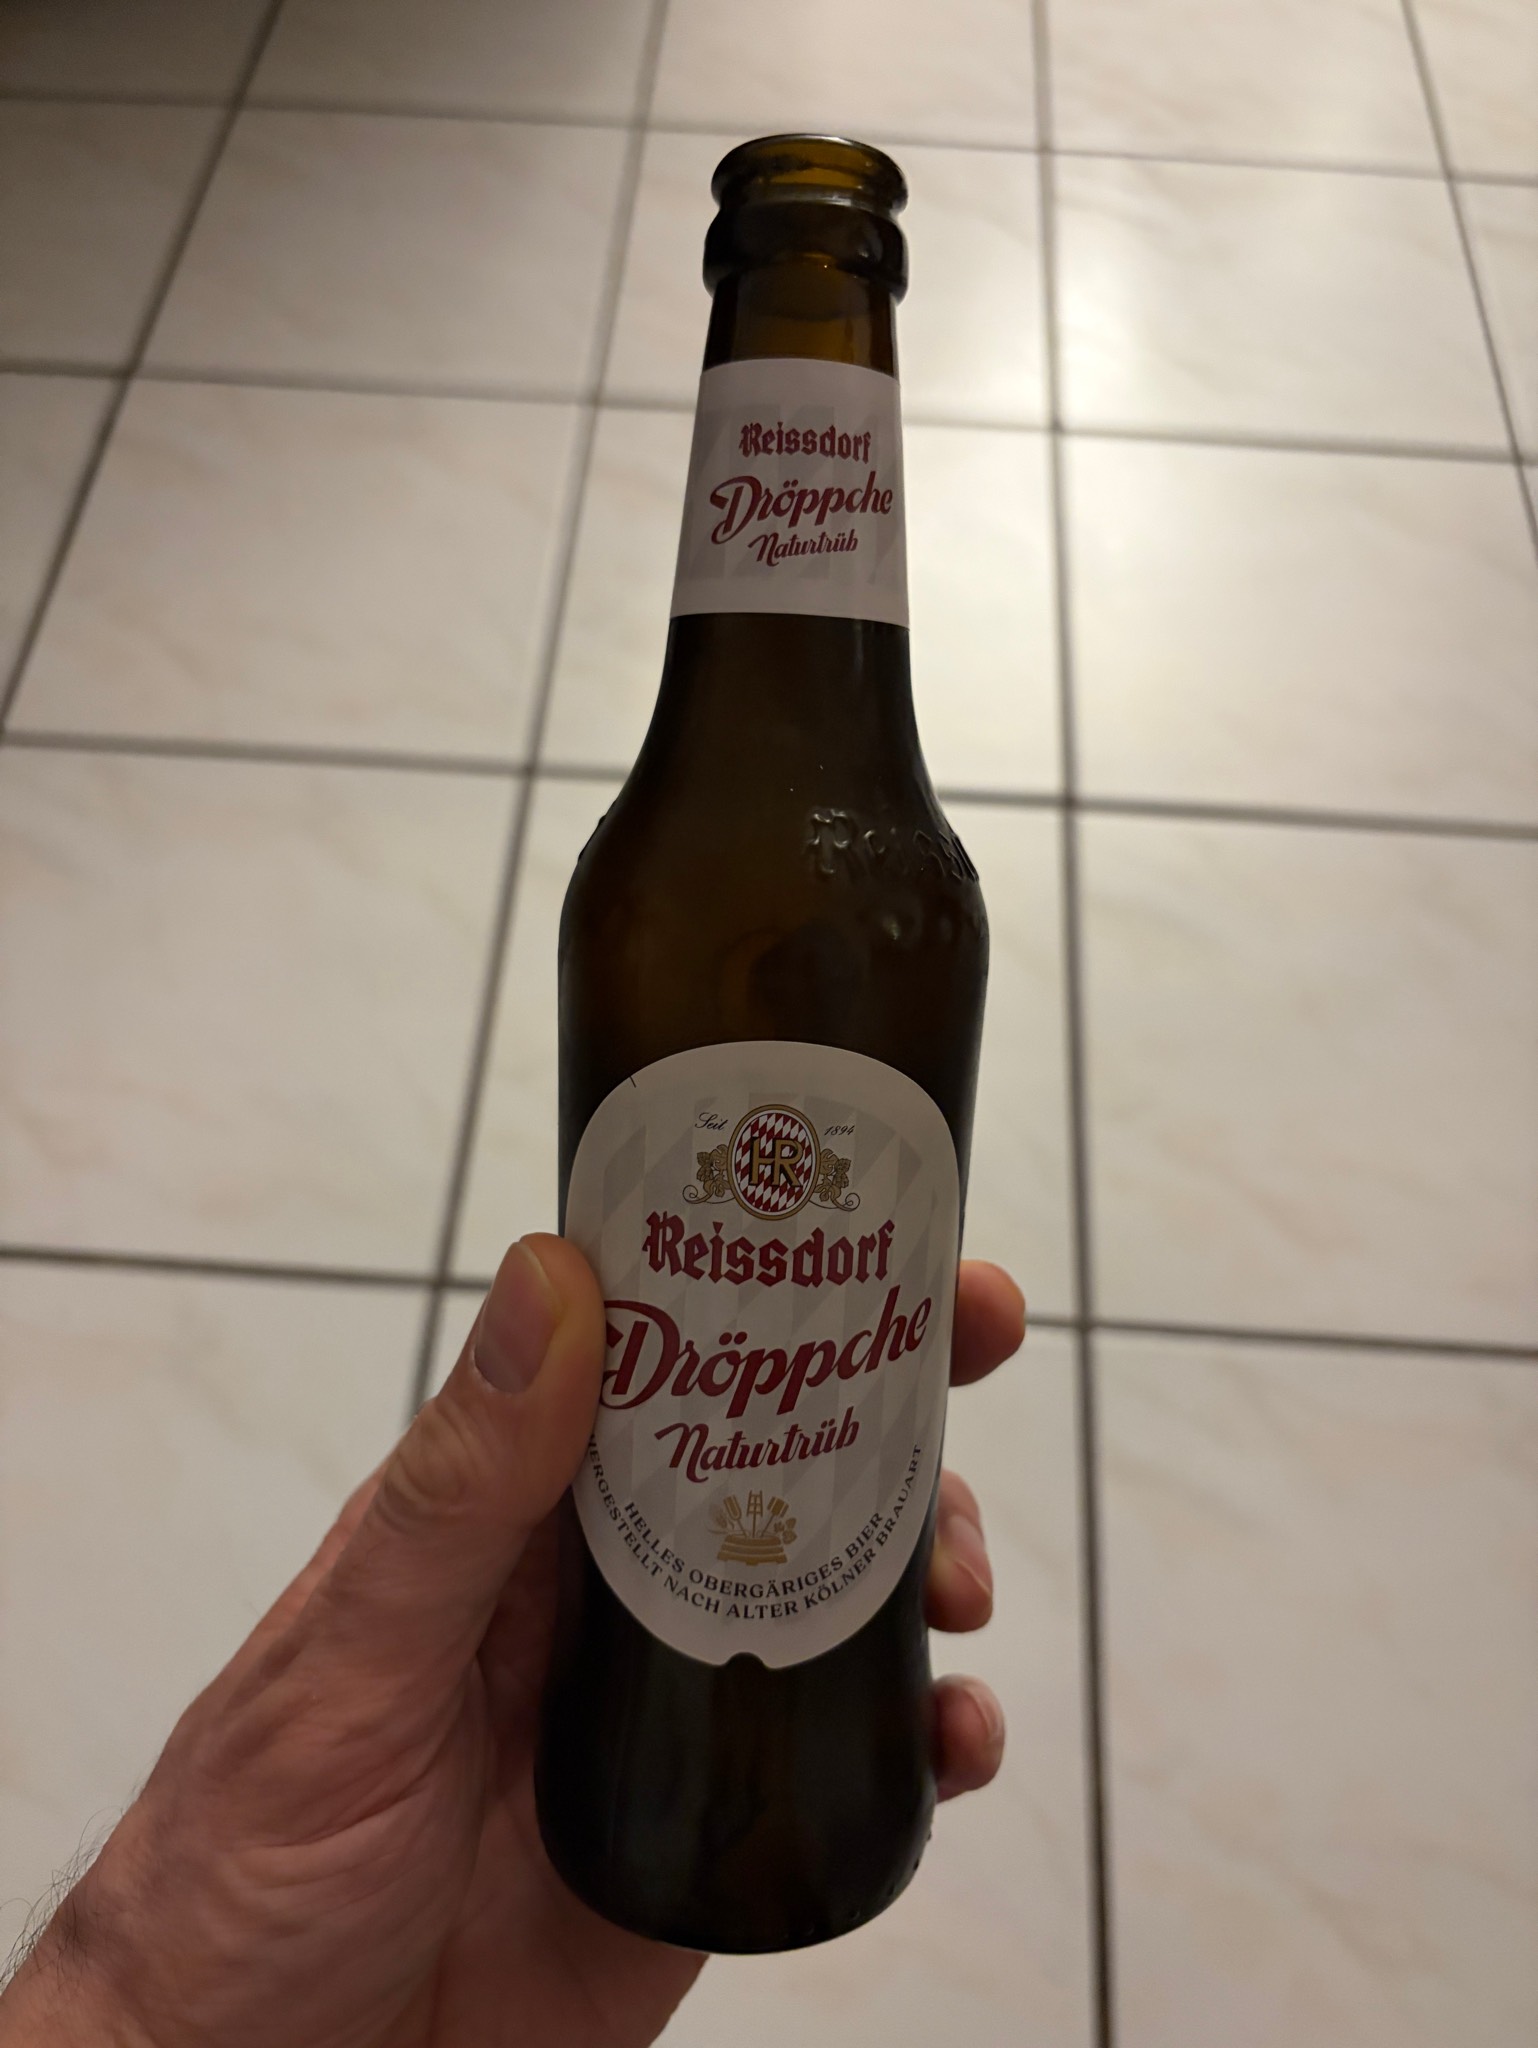 Reissdorf
Dröppche
Naturtrüb
Seit 1894
HR
Reissdorf
Dröppche
Naturtrüb
HELLES OBERGÄRIGES BIER
HERGESTELLT NACH ALTER KÖLNER BRAUART